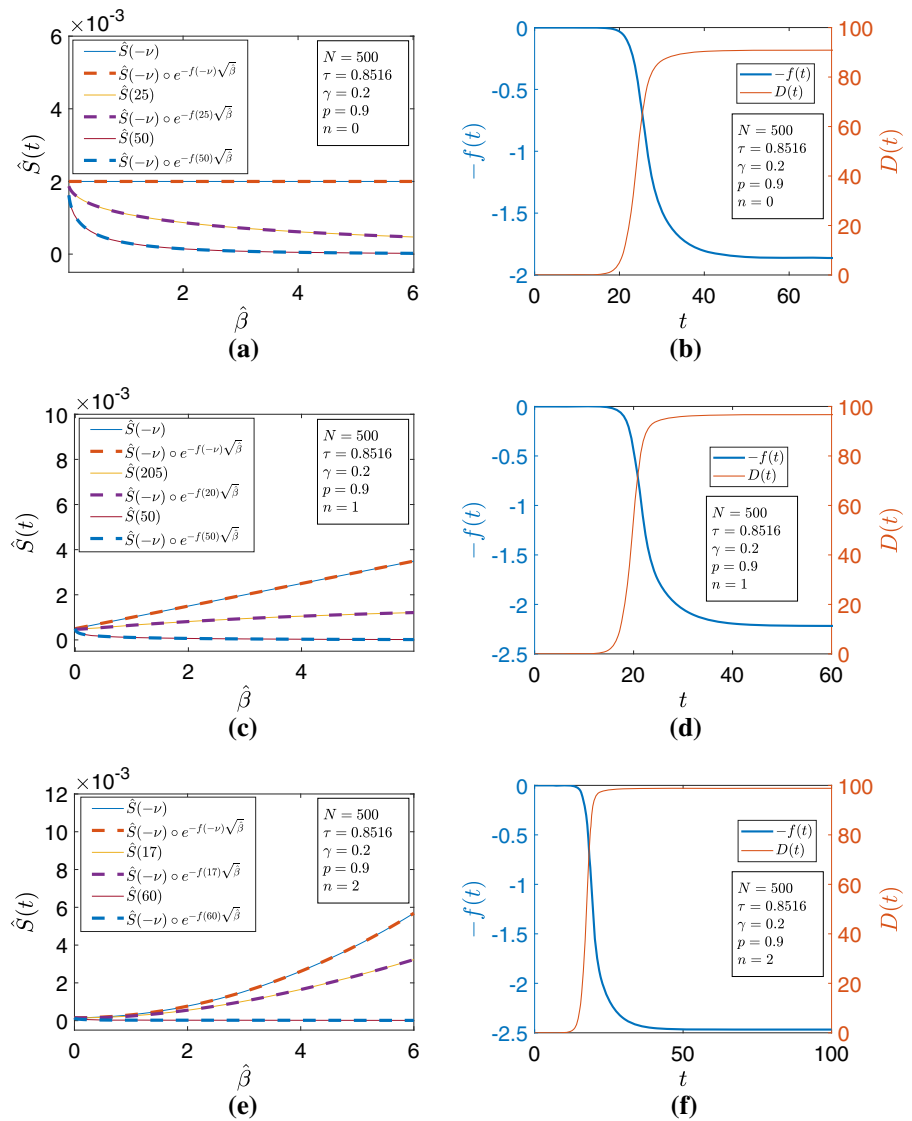 ×10⁻³
6
4
2
0
Ŝ(t)
Ŝ(−ν)
Ŝ(−ν) ∘ e^{−f(−ν)√β̂}
Ŝ(25)
Ŝ(−ν) ∘ e^{−f(25)√β̂}
Ŝ(50)
Ŝ(−ν) ∘ e^{−f(50)√β̂}
N = 500
τ = 0.8516
γ = 0.2
p = 0.9
n = 0
2 4 6
β̂
(a)
0
-0.5
-1
-1.5
-2
−f(t)
−f(t)
D(t)
N = 500
τ = 0.8516
γ = 0.2
p = 0.9
n = 0
100
80
60
40
20
0
D(t)
0 20 40 60
t
(b)
×10⁻³
10
8
6
4
2
0
Ŝ(t)
Ŝ(−ν)
Ŝ(−ν) ∘ e^{−f(−ν)√β̂}
Ŝ(205)
Ŝ(−ν) ∘ e^{−f(20)√β̂}
Ŝ(50)
Ŝ(−ν) ∘ e^{−f(50)√β̂}
N = 500
τ = 0.8516
γ = 0.2
p = 0.9
n = 1
0 2 4
β̂
(c)
0
-0.5
-1
-1.5
-2
-2.5
−f(t)
−f(t)
D(t)
N = 500
τ = 0.8516
γ = 0.2
p = 0.9
n = 1
100
80
60
40
20
0
D(t)
0 20 40 60
t
(d)
×10⁻³
12
10
8
6
4
2
0
Ŝ(t)
Ŝ(−ν)
Ŝ(−ν) ∘ e^{−f(−ν)√β̂}
Ŝ(17)
Ŝ(−ν) ∘ e^{−f(17)√β̂}
Ŝ(60)
Ŝ(−ν) ∘ e^{−f(60)√β̂}
N = 500
τ = 0.8516
γ = 0.2
p = 0.9
n = 2
0 2 4 6
β̂
(e)
0
-0.5
-1
-1.5
-2
-2.5
−f(t)
−f(t)
D(t)
N = 500
τ = 0.8516
γ = 0.2
p = 0.9
n = 2
100
80
60
40
20
0
D(t)
0 50 100
t
(f)